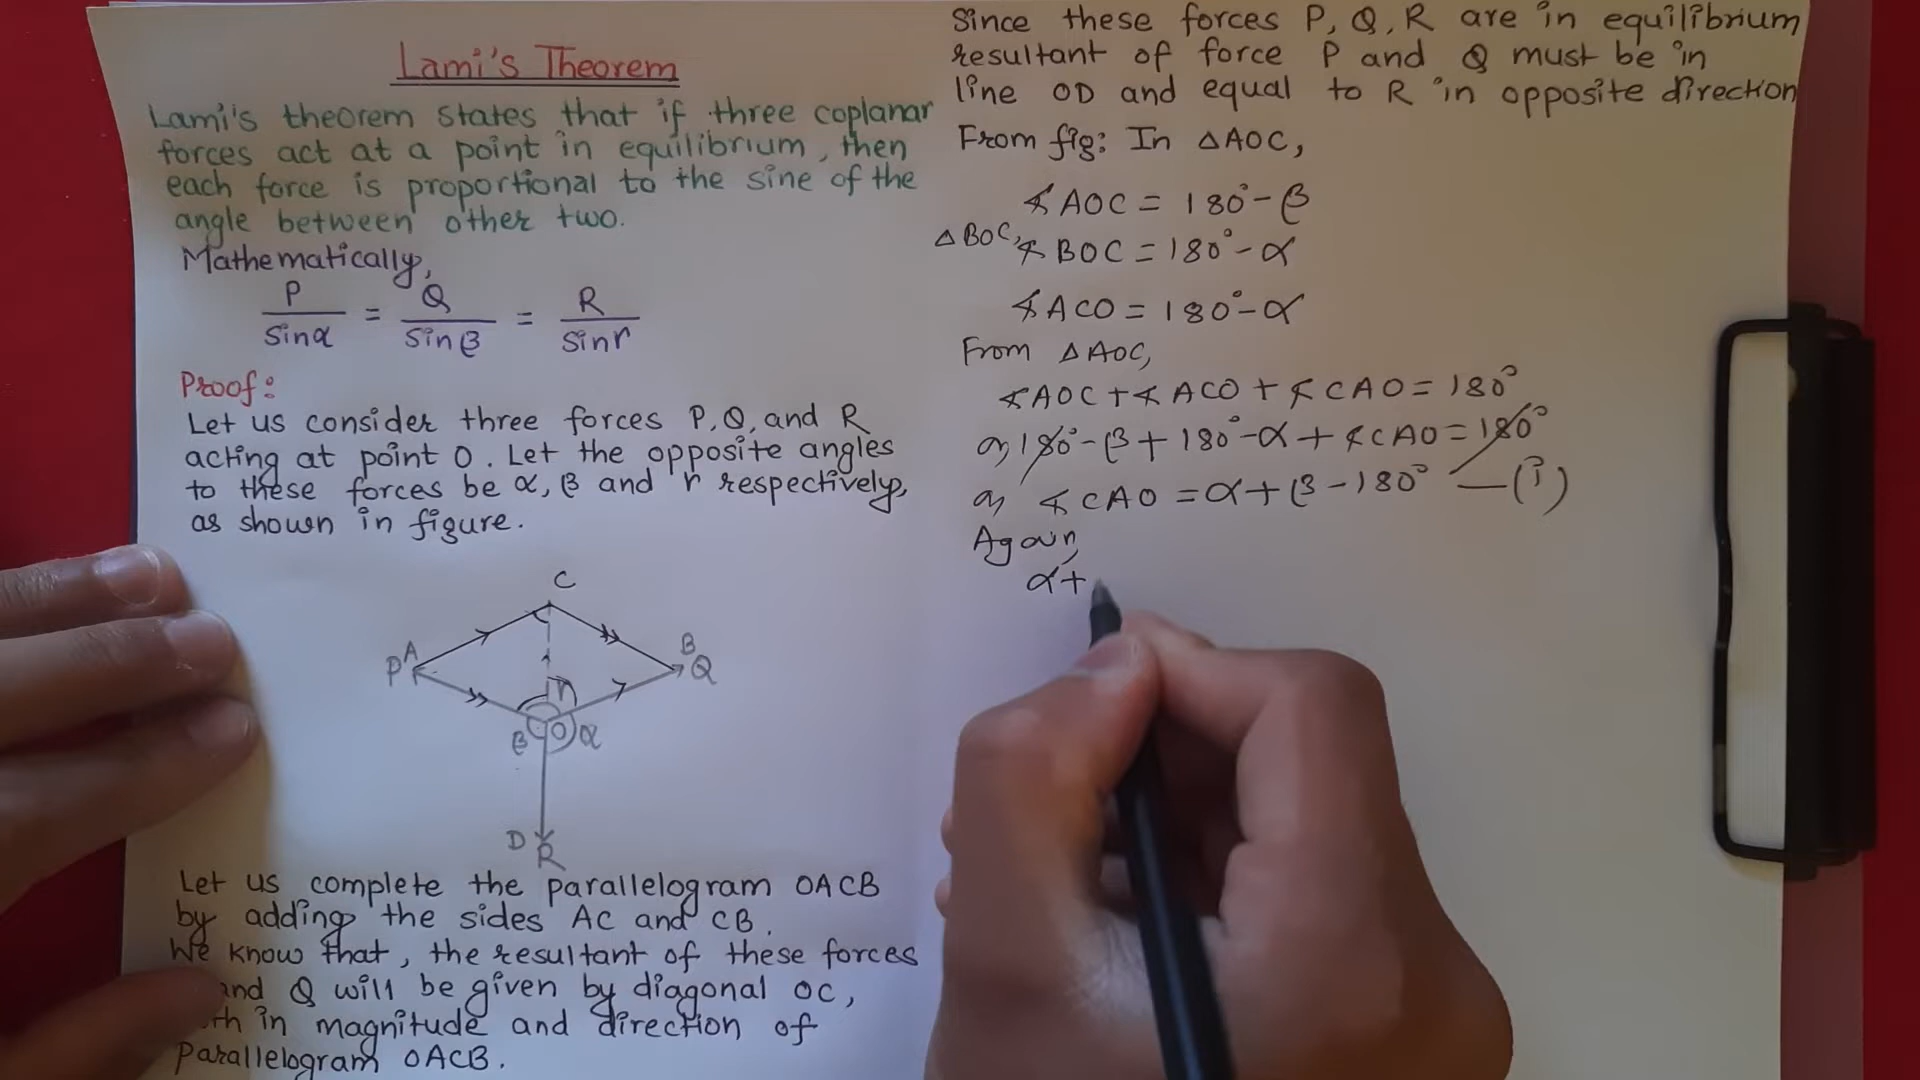 Lami's Theorem
Lami's theorem states that if three coplanar
forces act at a point in equilibrium, then
each force is proportional to the sine of the
angle between other two.
Mathematically,
P/sinα = Q/sinβ = R/sinr
Proof:
Let us consider three forces P, Q, and R
acting at point O. Let the opposite angles
to these forces be α, β and r respectively,
as shown in figure.
C
P A
B Q
r
β O α
D R
Let us complete the parallelogram OACB
by adding the sides AC and CB.
We know that, the resultant of these forces
and Q will be given by diagonal OC,
in magnitude and direction of
parallelogram OACB.
Since these forces P, Q, R are in equilibrium
resultant of force P and Q must be in
line OD and equal to R in opposite direction
From fig: In △AOC,
∡AOC = 180° - β
△BOC, ∡BOC = 180° - α
∡ACO = 180° - α
From △AOC,
∡AOC + ∡ACO + ∡CAO = 180°
or, 180° - β + 180° - α + ∡CAO = 180°
or, ∡CAO = α + β - 180° — (i)
Again,
α +